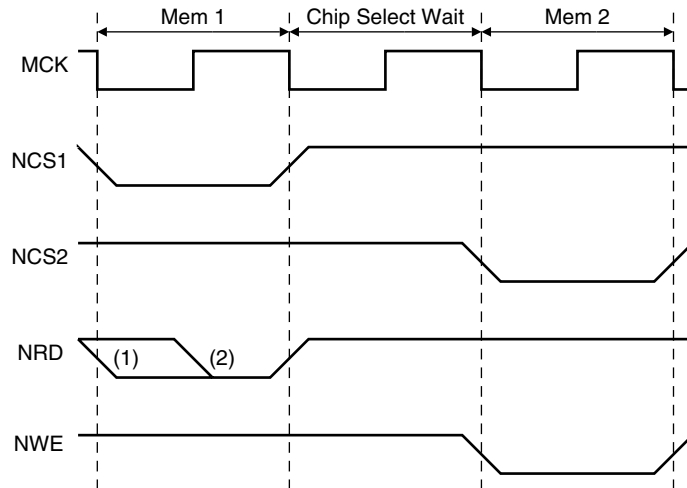 Mem 1 Chip Select Wait Mem 2
MCK
NCS1
NCS2
NRD (1) (2)
NWE